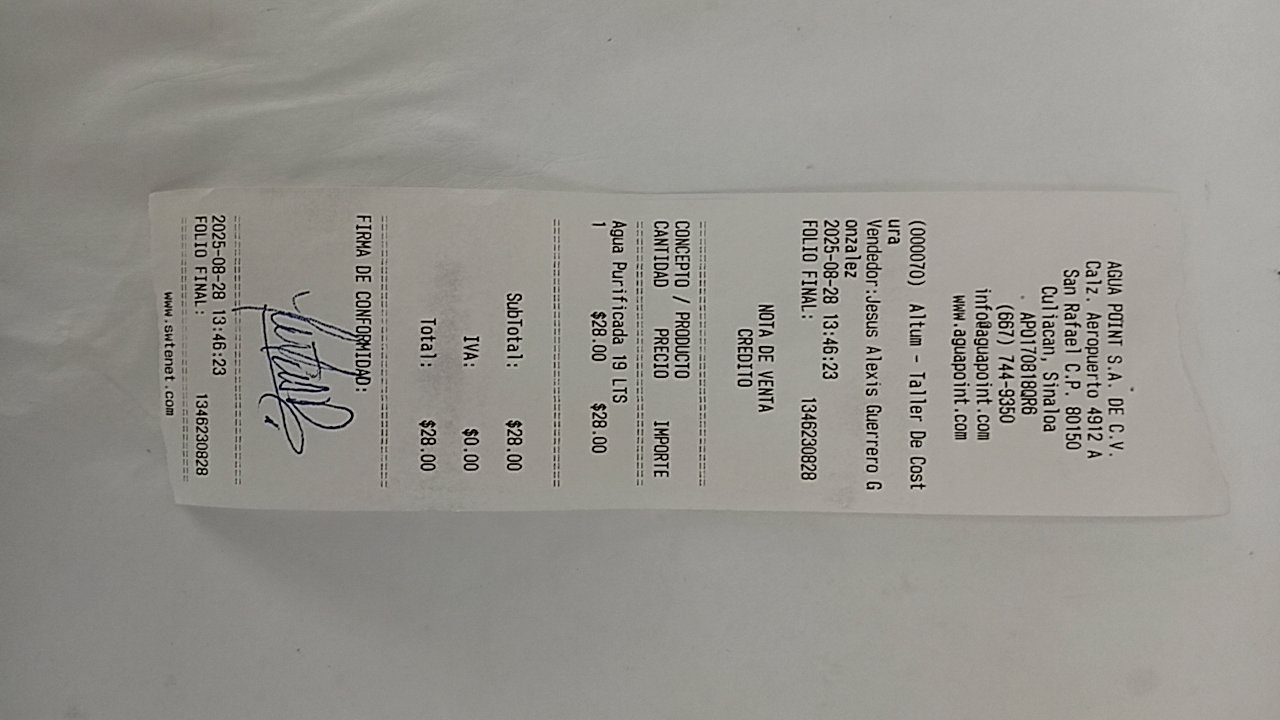 AGUA POINT S.A. DE C.V.
Calz. Aeropuerto 4912 A
San Rafael C.P. 80150
Culiacan, Sinaloa
.
APO170818QR6
(667) 744-9350
info@aguapoint.com
www.aguapoint.com
(000070) Altum - Taller De Cost
ura
Vendedor:Jesus Alexis Guerrero G
onzalez
2025-08-28 13:46:23
FOLIO FINAL: 1346230828
NOTA DE VENTA
CREDITO
CONCEPTO / PRODUCTO
CANTIDAD PRECIO IMPORTE
Agua Purificada 19 LTS
1 $28.00 $28.00
SubTotal: $28.00
IVA: $0.00
Total: $28.00
FIRMA DE CONFORMIDAD:
2025-08-28 13:46:23
FOLIO FINAL: 1346230828
www.swtenet.com